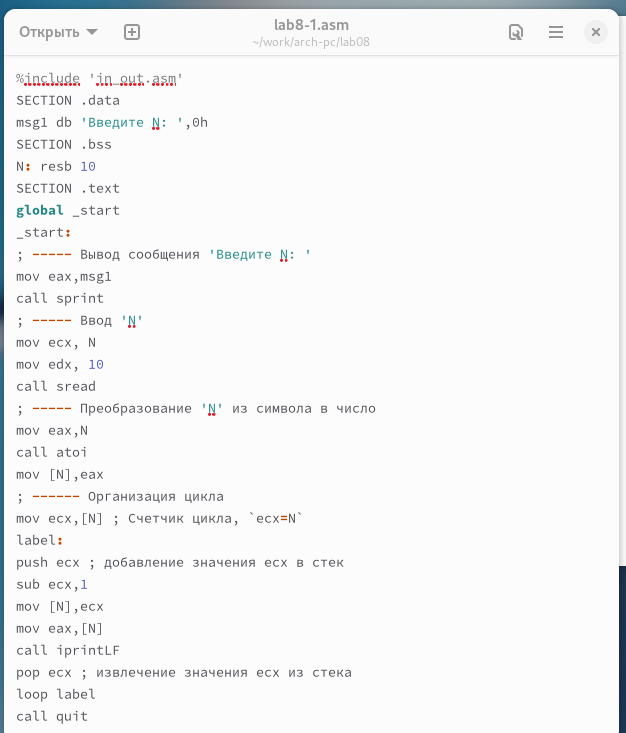 Открыть
lab8-1.asm
~/work/arch-pc/lab08
%include 'in_out.asm'
SECTION .data
msg1 db 'Введите N: ',0h
SECTION .bss
N: resb 10
SECTION .text
global _start
_start:
; ----- Вывод сообщения 'Введите N: '
mov eax,msg1
call sprint
; ----- Ввод 'N'
mov ecx, N
mov edx, 10
call sread
; ----- Преобразование 'N' из символа в число
mov eax,N
call atoi
mov [N],eax
; ------ Организация цикла
mov ecx,[N] ; Счетчик цикла, `ecx=N`
label:
push ecx ; добавление значения ecx в стек
sub ecx,1
mov [N],ecx
mov eax,[N]
call iprintLF
pop ecx ; извлечение значения ecx из стека
loop label
call quit